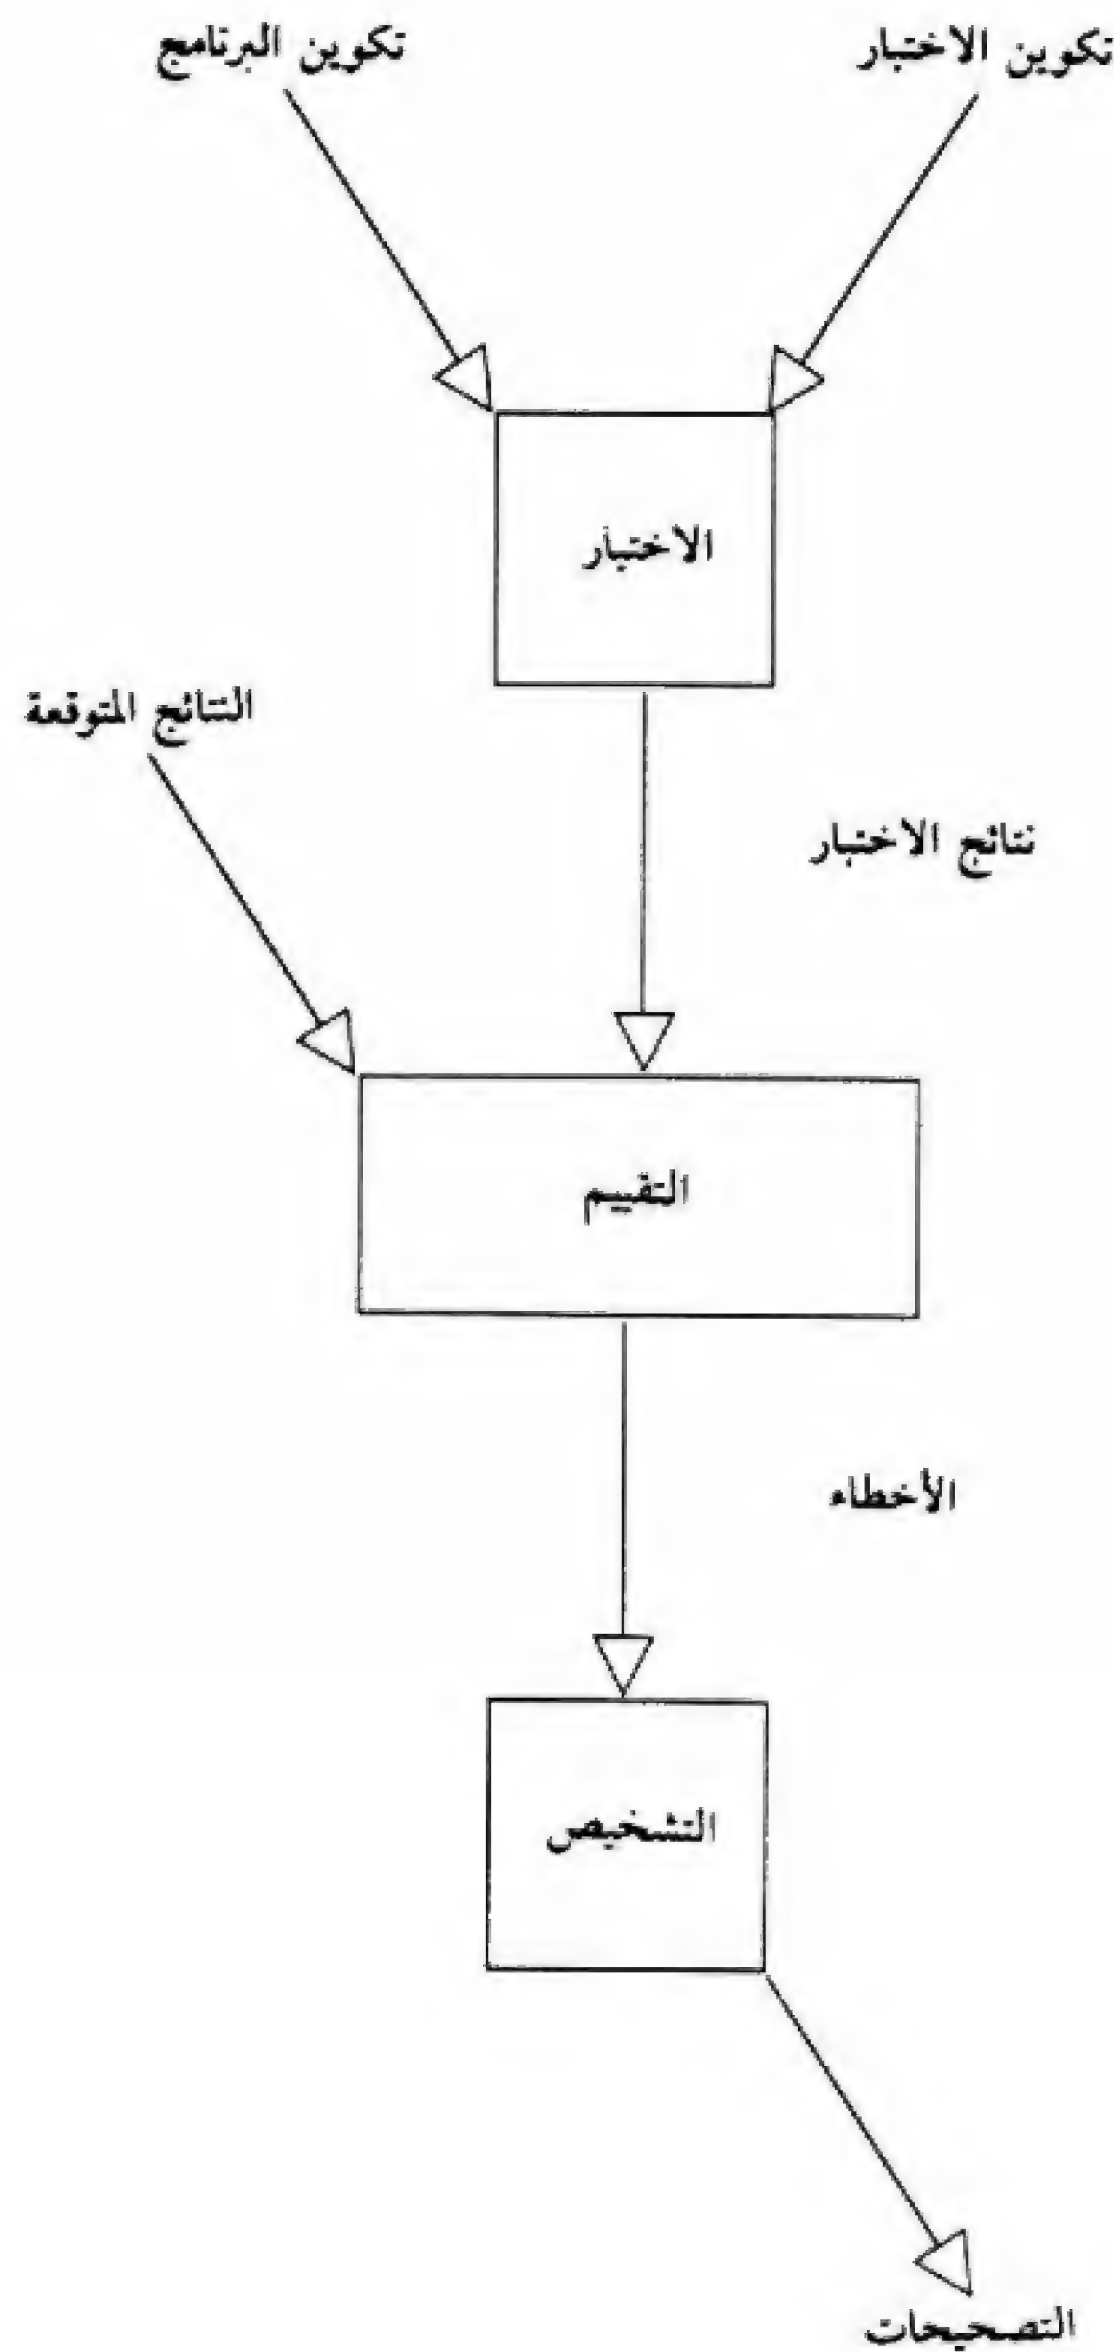 تكوين الاختبار
تكوين البرنامج
الاختبار
النتائج المتوقعة
نتائج الاختبار
التقييم
الأخطاء
التشخيص
التصحيحات